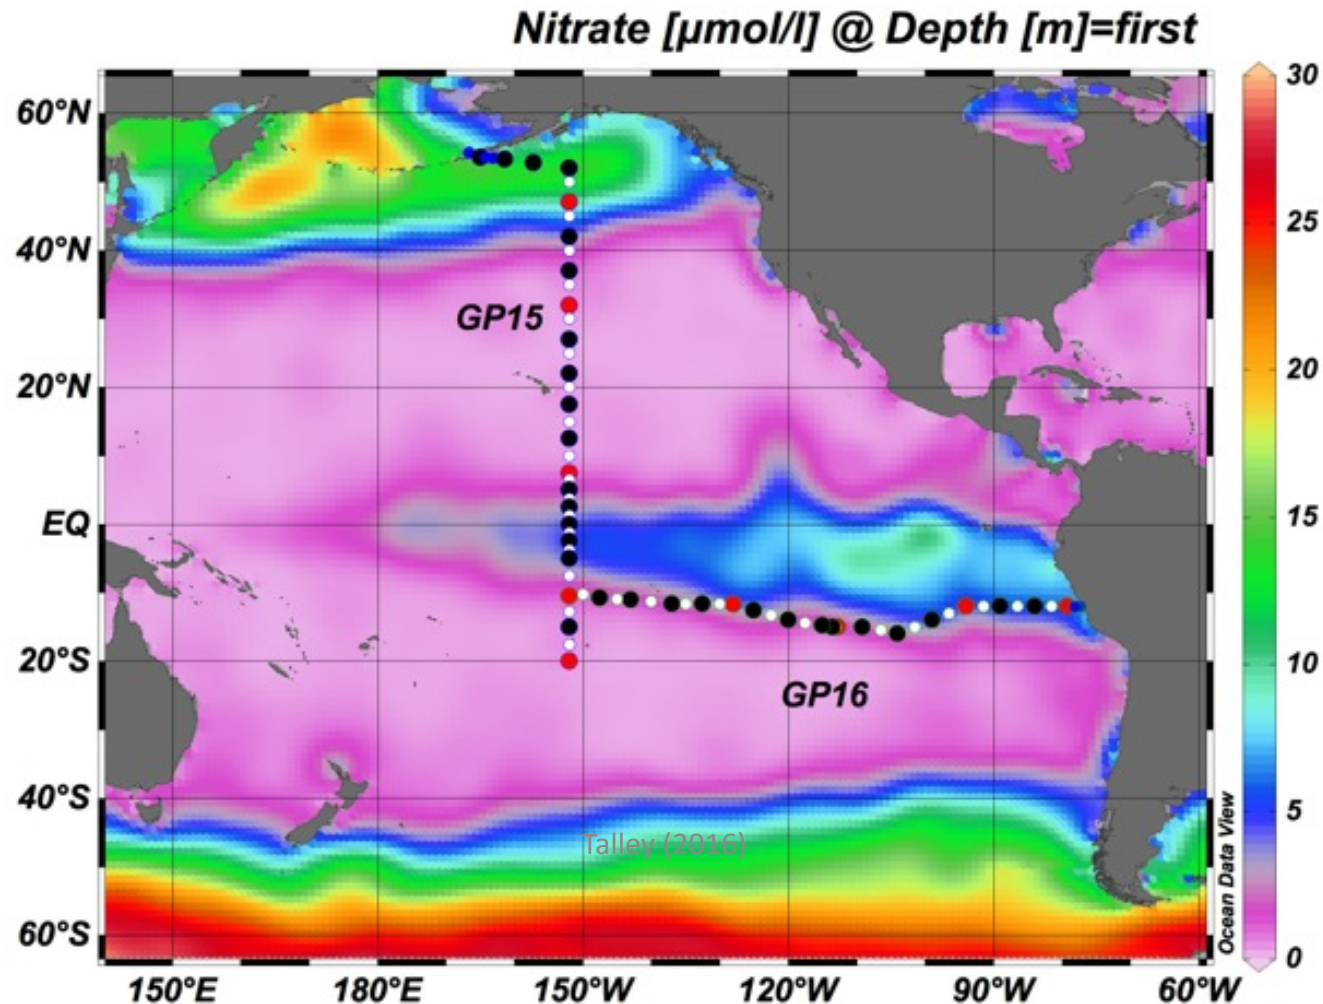 Nitrate [µmol/l] @ Depth [m]=first
60°N
40°N
20°N
EQ
20°S
40°S
60°S
150°E
180°E
150°W
120°W
90°W
60°W
GP15
GP16
Talley (2016)
Ocean Data View
30
25
20
15
10
5
0